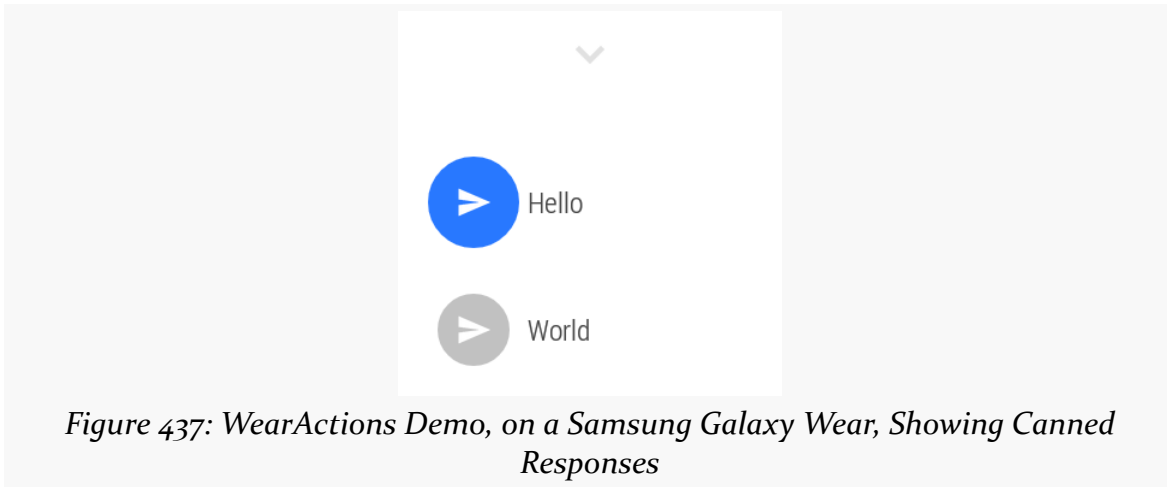 Hello
World
Figure 437: WearActions Demo, on a Samsung Galaxy Wear, Showing Canned
Responses